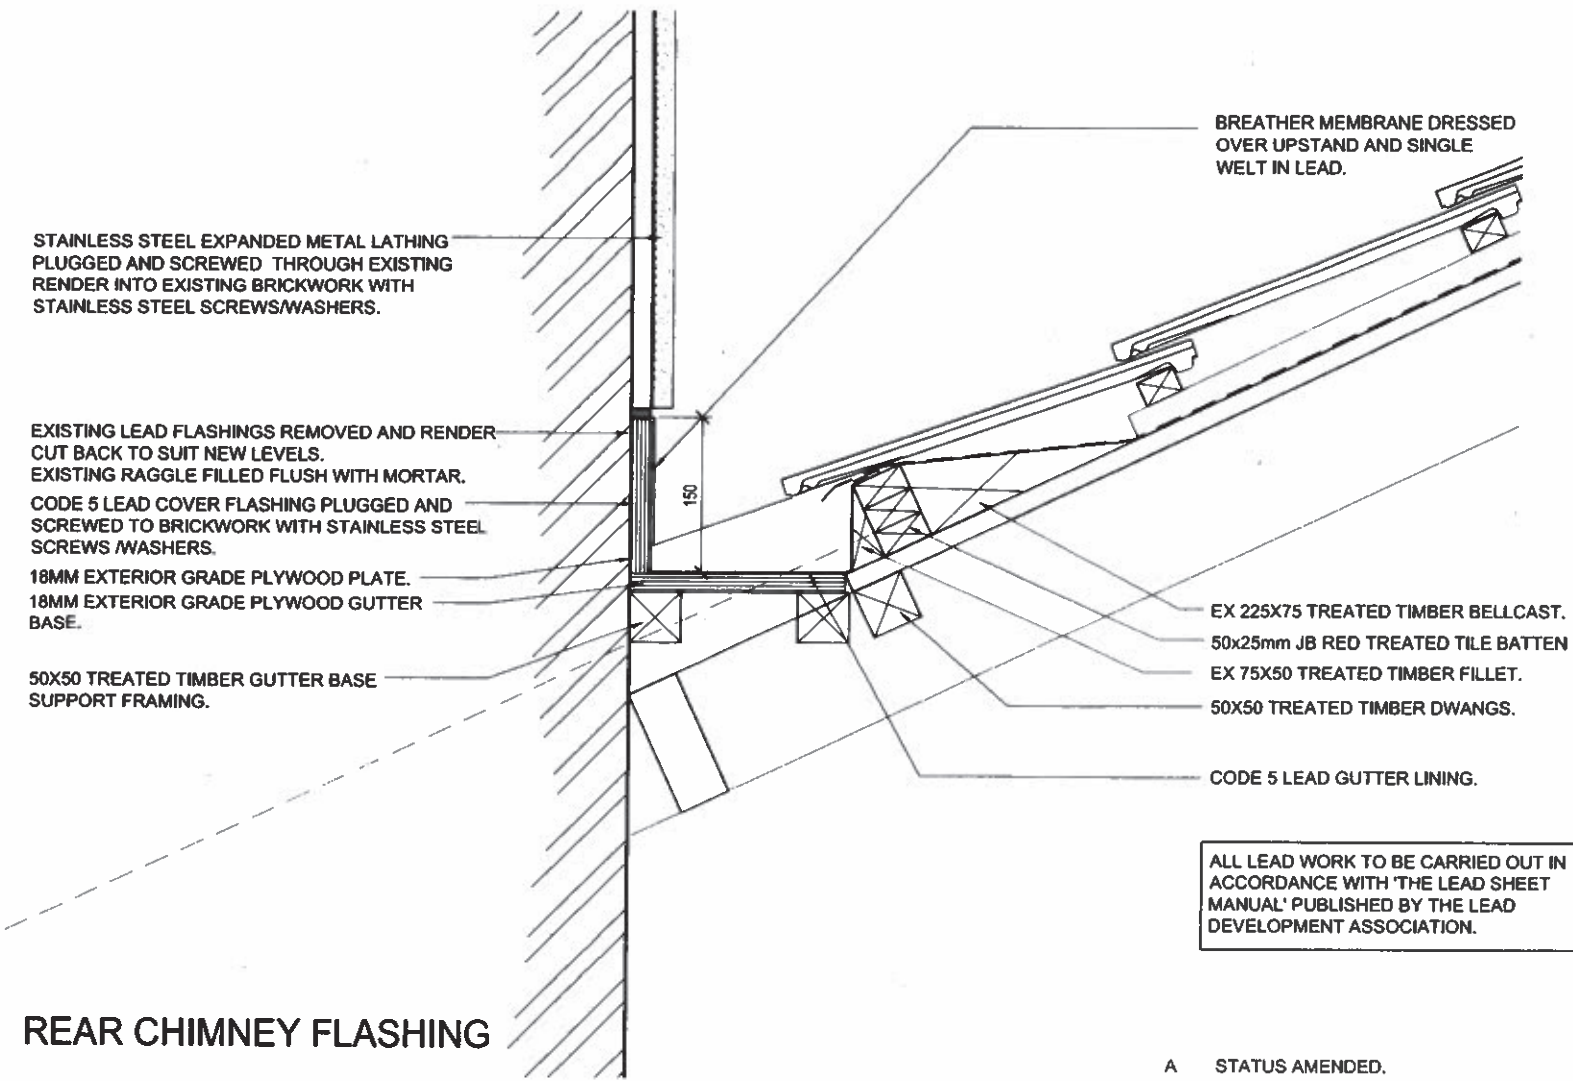 BREATHER MEMBRANE DRESSED
OVER UPSTAND AND SINGLE
WELT IN LEAD.
STAINLESS STEEL EXPANDED METAL LATHING
PLUGGED AND SCREWED THROUGH EXISTING
RENDER INTO EXISTING BRICKWORK WITH
STAINLESS STEEL SCREWS/WASHERS.
EXISTING LEAD FLASHINGS REMOVED AND RENDER
CUT BACK TO SUIT NEW LEVELS.
EXISTING RAGGLE FILLED FLUSH WITH MORTAR.
CODE 5 LEAD COVER FLASHING PLUGGED AND
SCREWED TO BRICKWORK WITH STAINLESS STEEL
SCREWS /WASHERS.
18MM EXTERIOR GRADE PLYWOOD PLATE.
18MM EXTERIOR GRADE PLYWOOD GUTTER
BASE.
50X50 TREATED TIMBER GUTTER BASE
SUPPORT FRAMING.
150
EX 225X75 TREATED TIMBER BELLCAST.
50x25mm JB RED TREATED TILE BATTEN
EX 75X50 TREATED TIMBER FILLET.
50X50 TREATED TIMBER DWANGS.
CODE 5 LEAD GUTTER LINING.
ALL LEAD WORK TO BE CARRIED OUT IN
ACCORDANCE WITH 'THE LEAD SHEET
MANUAL' PUBLISHED BY THE LEAD
DEVELOPMENT ASSOCIATION.
REAR CHIMNEY FLASHING
A STATUS AMENDED.